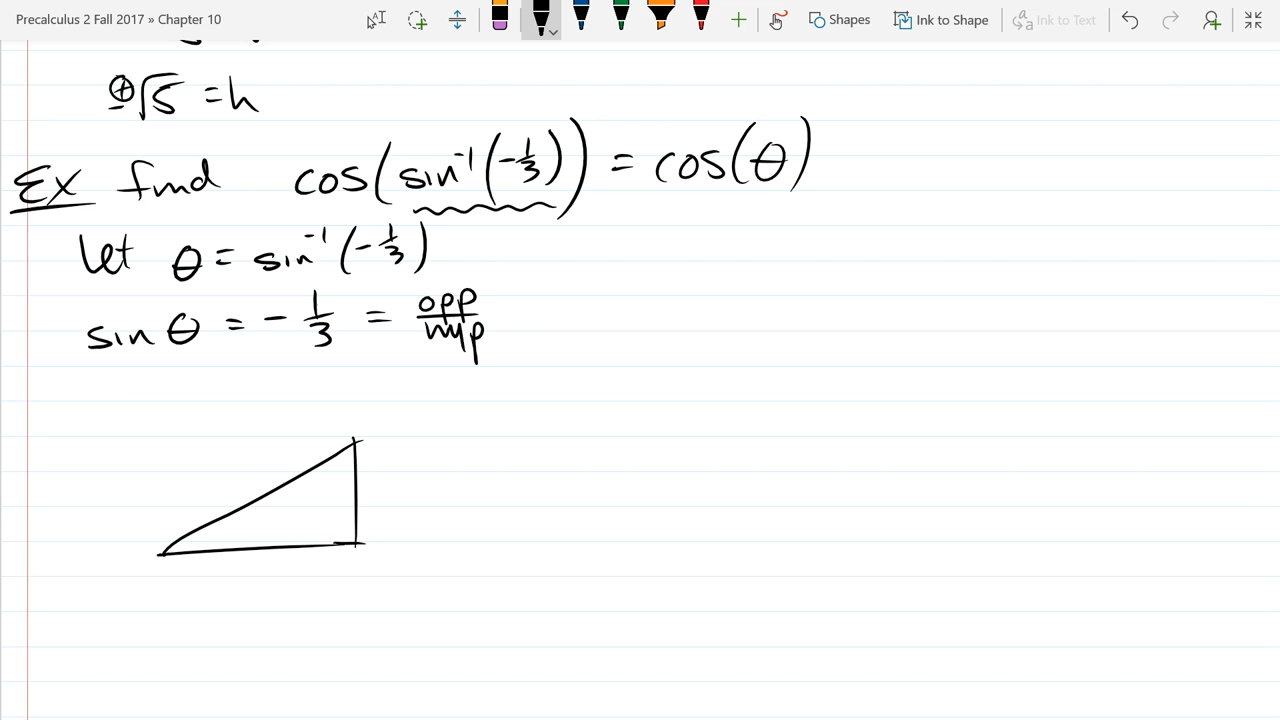 Precalculus 2 Fall 2017 » Chapter 10
Shapes
Ink to Shape
Ink to Text
±√5 = h
Ex find cos(sin⁻¹(-1/3)) = cos(θ)
Let θ = sin⁻¹(-1/3)
sin θ = - 1/3 = opp/hyp